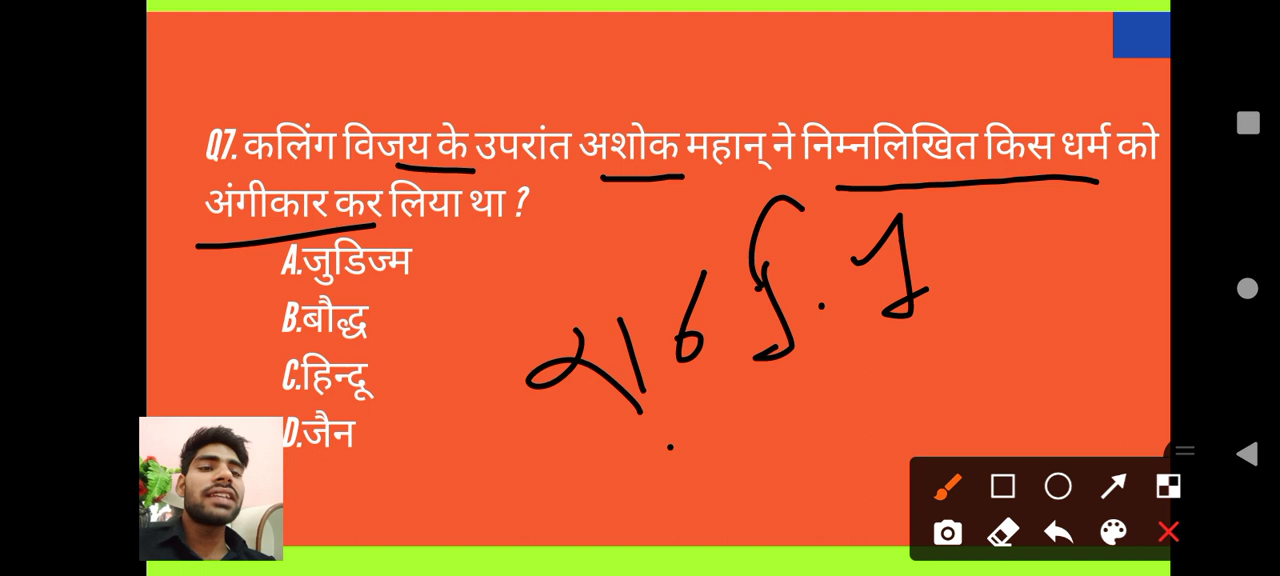 Q7. कलिंग विजय के उपरांत अशोक महान् ने निम्नलिखित किस धर्म को
अंगीकार कर लिया था ?
A.जुडिज्म
B.बौद्ध
C.हिन्दू
D.जैन